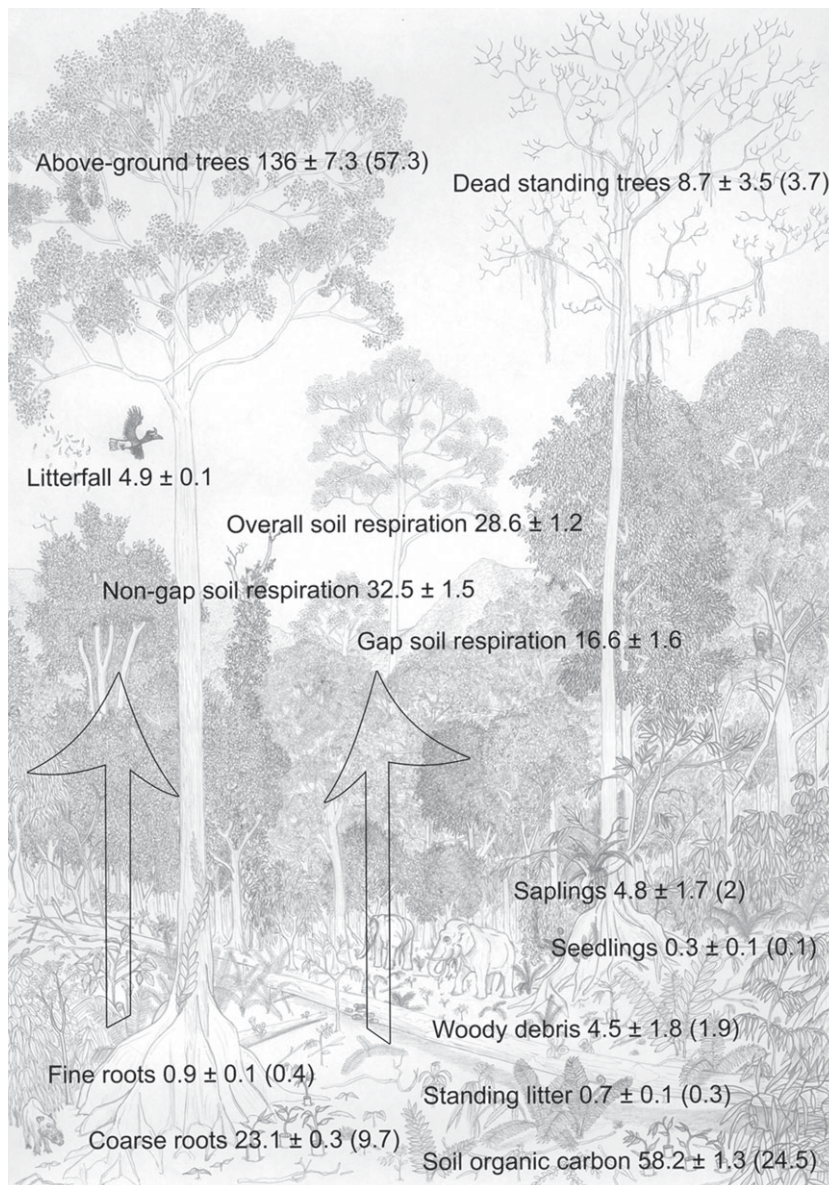 Above-ground trees 136 ± 7.3 (57.3)
Dead standing trees 8.7 ± 3.5 (3.7)
Litterfall 4.9 ± 0.1
Overall soil respiration 28.6 ± 1.2
Non-gap soil respiration 32.5 ± 1.5
Gap soil respiration 16.6 ± 1.6
Saplings 4.8 ± 1.7 (2)
Seedlings 0.3 ± 0.1 (0.1)
Woody debris 4.5 ± 1.8 (1.9)
Fine roots 0.9 ± 0.1 (0.4)
Standing litter 0.7 ± 0.1 (0.3)
Coarse roots 23.1 ± 0.3 (9.7)
Soil organic carbon 58.2 ± 1.3 (24.5)